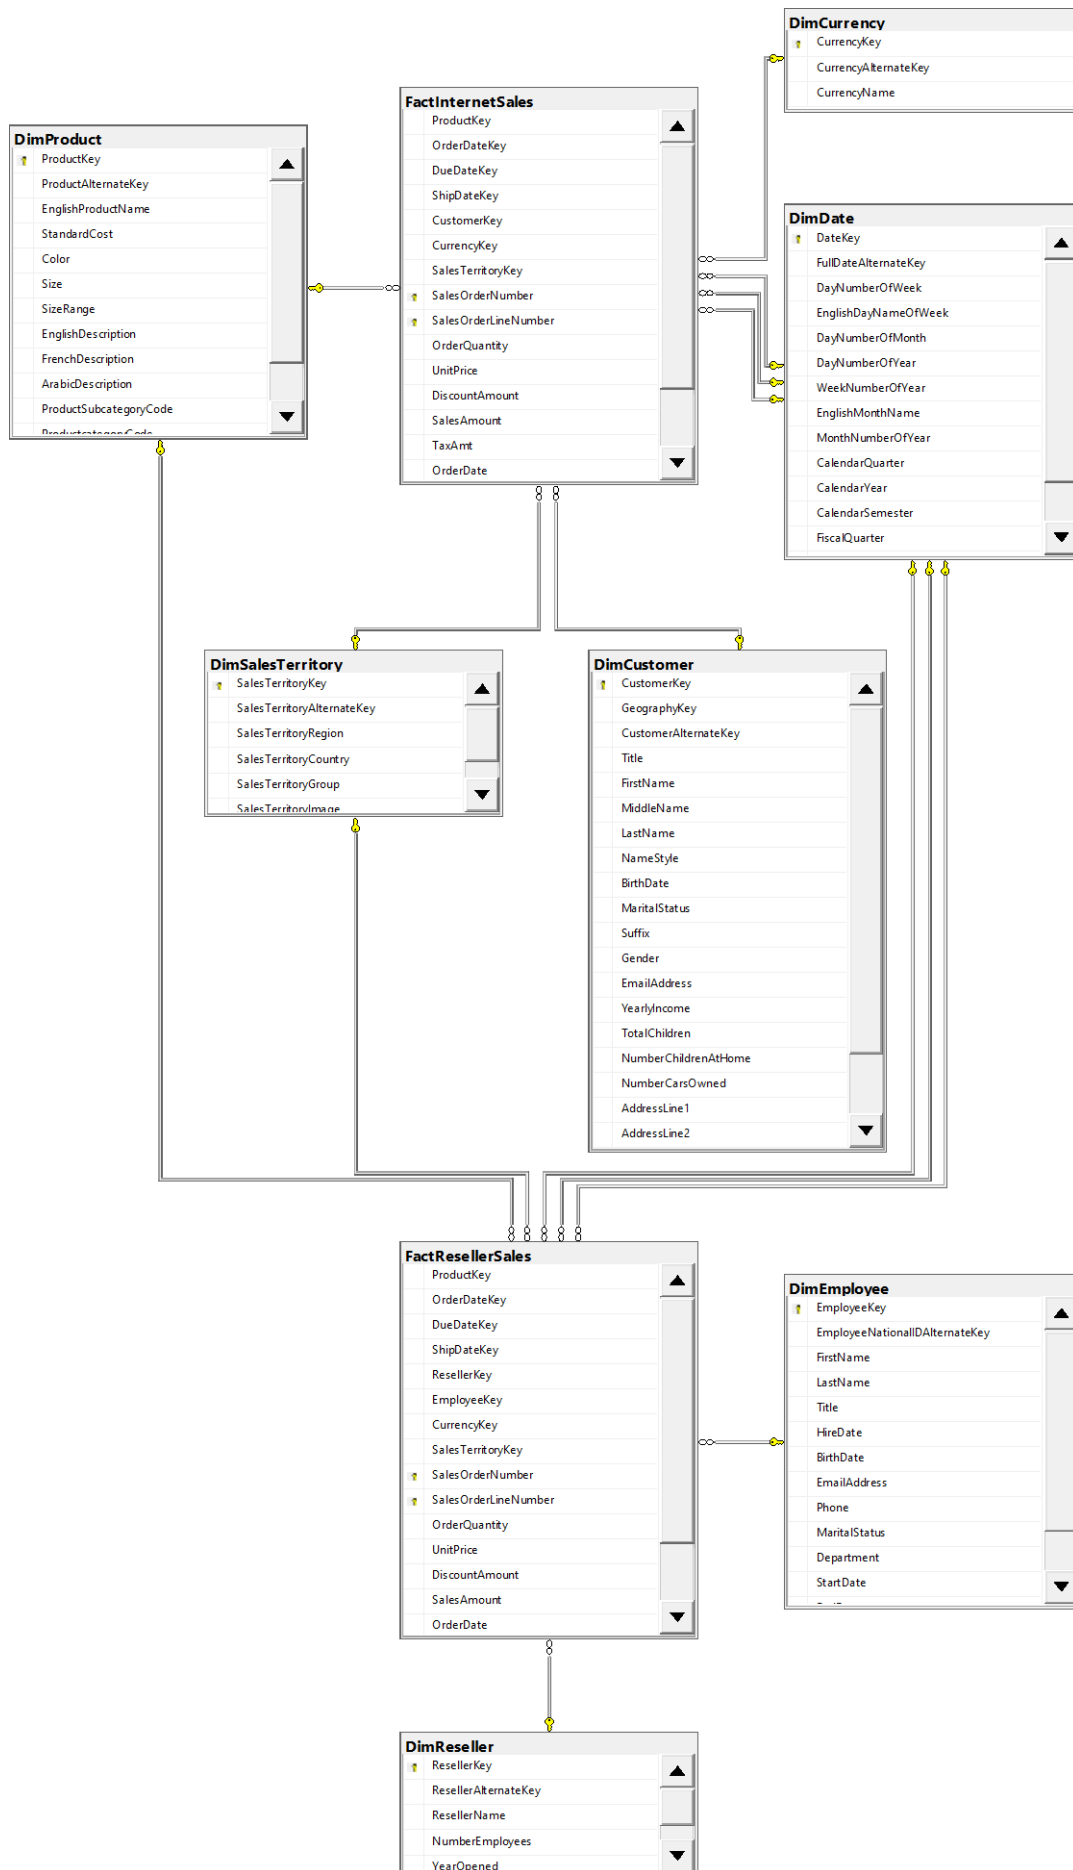 DimCurrency
CurrencyKey
CurrencyAlternateKey
CurrencyName
FactInternetSales
ProductKey
OrderDateKey
DueDateKey
ShipDateKey
CustomerKey
CurrencyKey
SalesTerritoryKey
SalesOrderNumber
SalesOrderLineNumber
OrderQuantity
UnitPrice
DiscountAmount
SalesAmount
TaxAmt
OrderDate
DimProduct
ProductKey
ProductAlternateKey
EnglishProductName
StandardCost
Color
Size
SizeRange
EnglishDescription
FrenchDescription
ArabicDescription
ProductSubcategoryCode
ProductcategoryCode
DimDate
DateKey
FullDateAlternateKey
DayNumberOfWeek
EnglishDayNameOfWeek
DayNumberOfMonth
DayNumberOfYear
WeekNumberOfYear
EnglishMonthName
MonthNumberOfYear
CalendarQuarter
CalendarYear
CalendarSemester
FiscalQuarter
DimSalesTerritory
SalesTerritoryKey
SalesTerritoryAlternateKey
SalesTerritoryRegion
SalesTerritoryCountry
SalesTerritoryGroup
SalesTerritoryImage
DimCustomer
CustomerKey
GeographyKey
CustomerAlternateKey
Title
FirstName
MiddleName
LastName
NameStyle
BirthDate
MaritalStatus
Suffix
Gender
EmailAddress
YearlyIncome
TotalChildren
NumberChildrenAtHome
NumberCarsOwned
AddressLine1
AddressLine2
FactResellerSales
ProductKey
OrderDateKey
DueDateKey
ShipDateKey
ResellerKey
EmployeeKey
CurrencyKey
SalesTerritoryKey
SalesOrderNumber
SalesOrderLineNumber
OrderQuantity
UnitPrice
DiscountAmount
SalesAmount
OrderDate
DimEmployee
EmployeeKey
EmployeeNationalIDAlternateKey
FirstName
LastName
Title
HireDate
BirthDate
EmailAddress
Phone
MaritalStatus
Department
StartDate
DimReseller
ResellerKey
ResellerAlternateKey
ResellerName
NumberEmployees
YearOpened